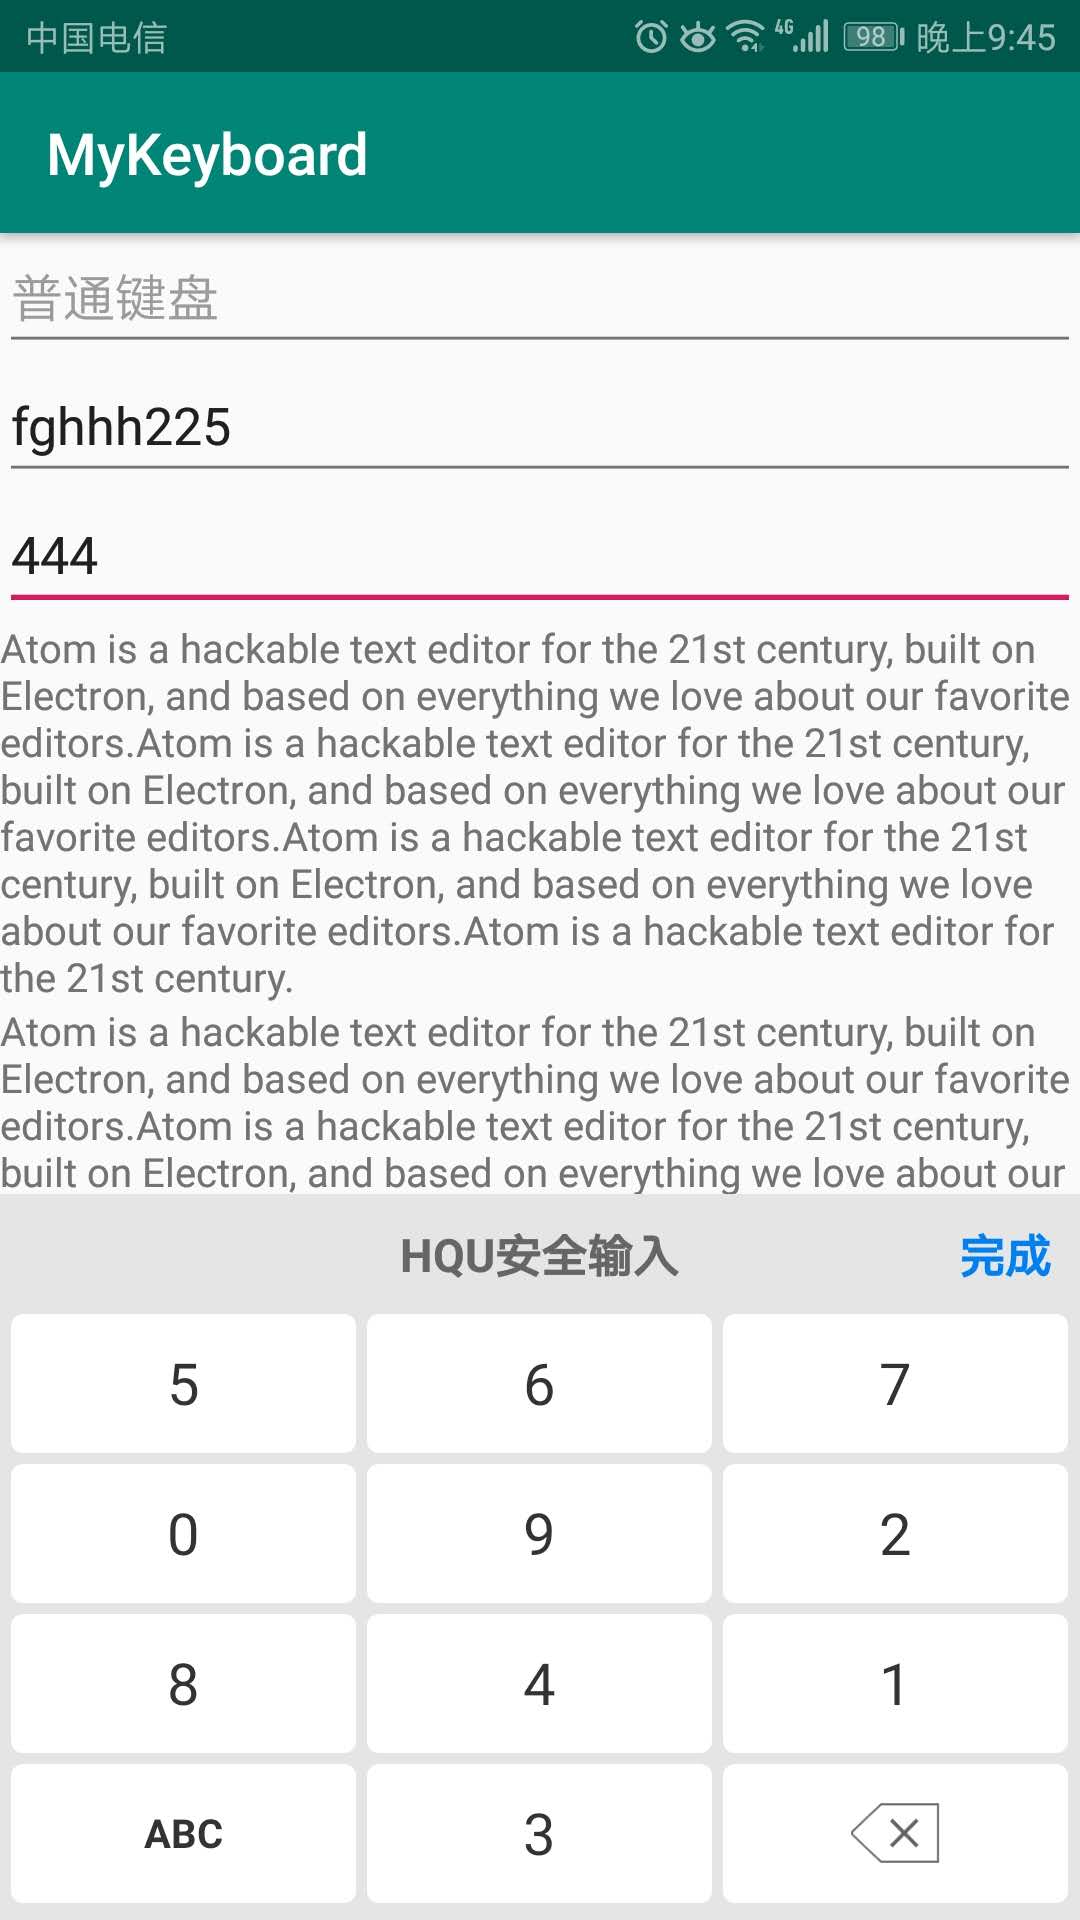 中国电信 4G 98 晚上9:45
MyKeyboard
普通键盘
fghhh225
444
Atom is a hackable text editor for the 21st century, built on
Electron, and based on everything we love about our favorite
editors.Atom is a hackable text editor for the 21st century,
built on Electron, and based on everything we love about our
favorite editors.Atom is a hackable text editor for the 21st
century, built on Electron, and based on everything we love
about our favorite editors.Atom is a hackable text editor for
the 21st century.
Atom is a hackable text editor for the 21st century, built on
Electron, and based on everything we love about our favorite
editors.Atom is a hackable text editor for the 21st century,
built on Electron, and based on everything we love about our
HQU安全输入 完成
5 6 7
0 9 2
8 4 1
ABC 3